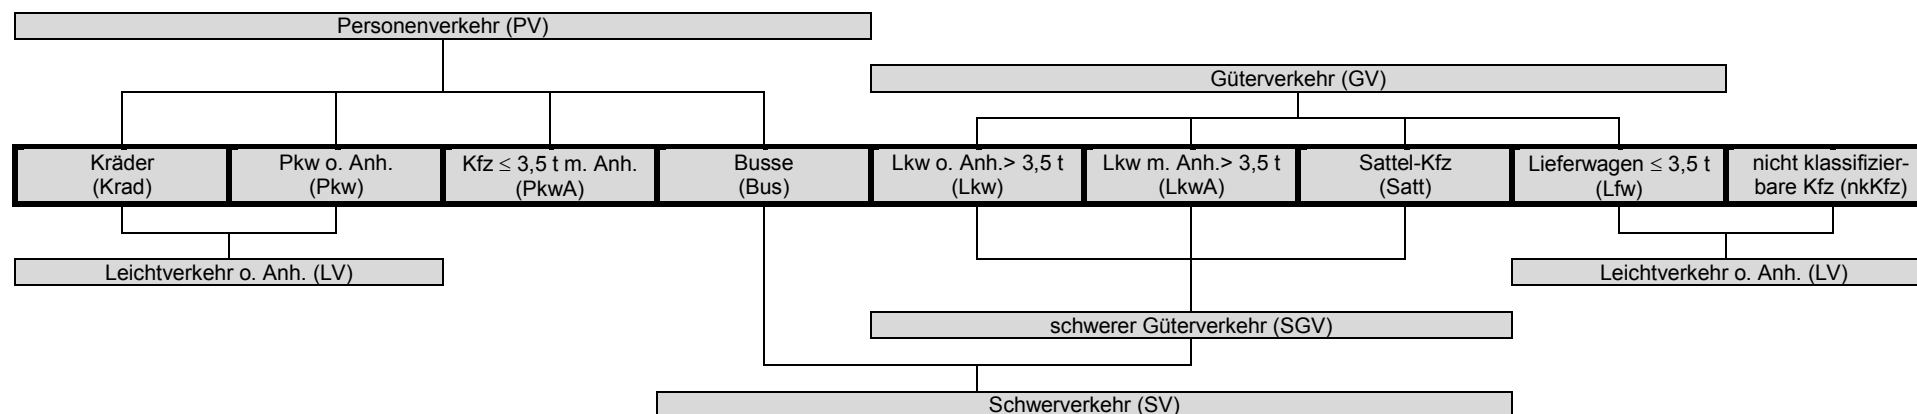 Personenverkehr (PV)
Güterverkehr (GV)
Kräder
(Krad)
Pkw o. Anh.
(Pkw)
Kfz ≤ 3,5 t m. Anh.
(PkwA)
Busse
(Bus)
Lkw o. Anh.> 3,5 t
(Lkw)
Lkw m. Anh.> 3,5 t
(LkwA)
Sattel-Kfz
(Satt)
Lieferwagen ≤ 3,5 t
(Lfw)
nicht klassifizier-
bare Kfz (nkKfz)
Leichtverkehr o. Anh. (LV)
Leichtverkehr o. Anh. (LV)
schwerer Güterverkehr (SGV)
Schwerverkehr (SV)